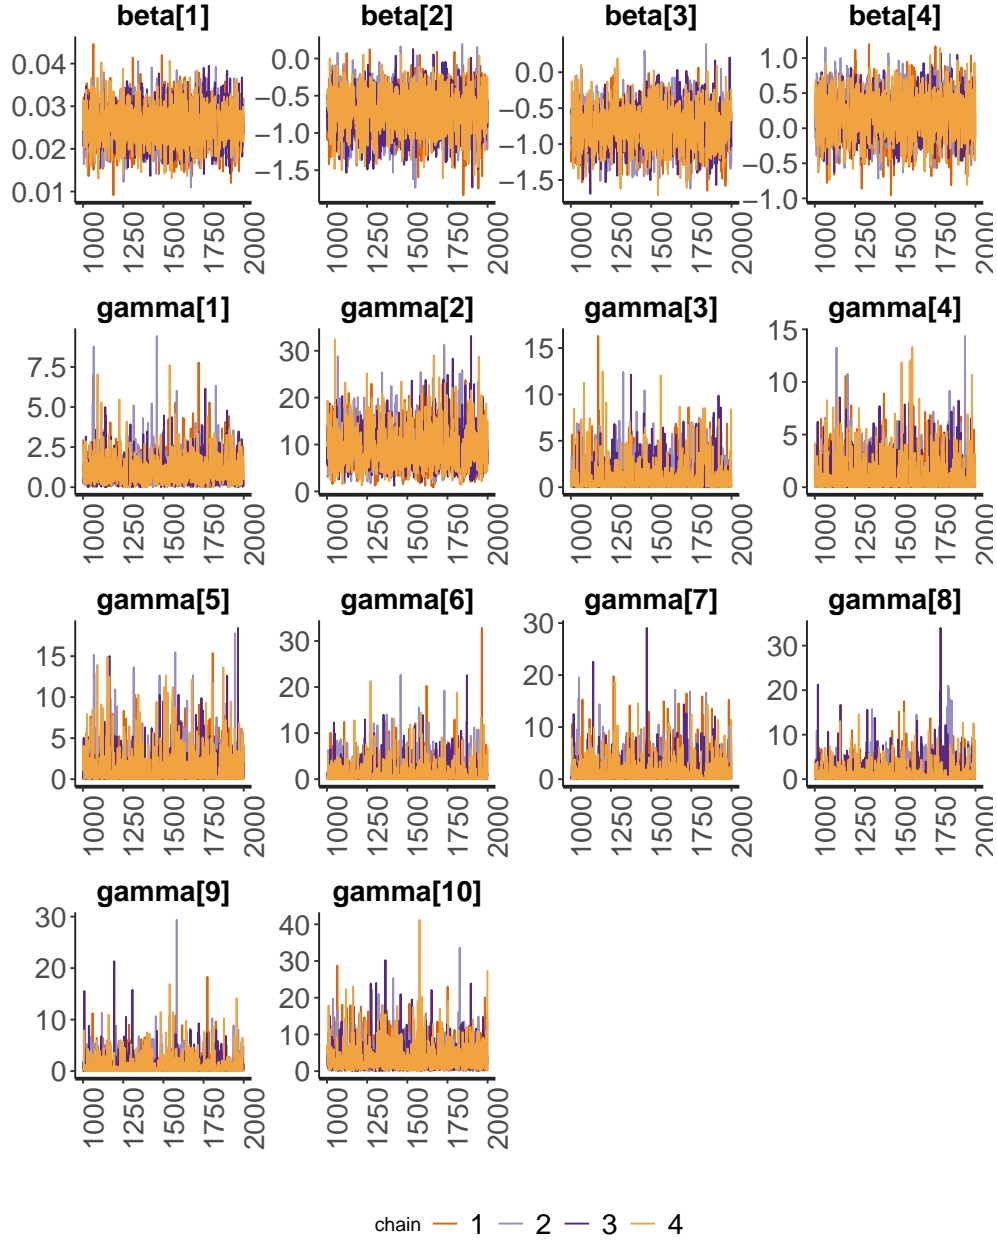 beta[1] beta[2] beta[3] beta[4]
0.04 0.03 0.02 0.01
0.0 −0.5 −1.0 −1.5
0.0 −0.5 −1.0 −1.5
1.0 0.5 0.0 −0.5 −1.0
1000 1250 1500 1750 2000 1000 1250 1500 1750 2000 1000 1250 1500 1750 2000 1000 1250 1500 1750 2000
gamma[1] gamma[2] gamma[3] gamma[4]
7.5 5.0 2.5 0.0
30 20 10 0
15 10 5 0
15 10 5 0
1000 1250 1500 1750 2000 1000 1250 1500 1750 2000 1000 1250 1500 1750 2000 1000 1250 1500 1750 2000
gamma[5] gamma[6] gamma[7] gamma[8]
15 10 5 0
30 20 10 0
30 20 10 0
30 20 10 0
1000 1250 1500 1750 2000 1000 1250 1500 1750 2000 1000 1250 1500 1750 2000 1000 1250 1500 1750 2000
gamma[9] gamma[10]
30 20 10 0
40 30 20 10 0
1000 1250 1500 1750 2000 1000 1250 1500 1750 2000
chain 1 2 3 4